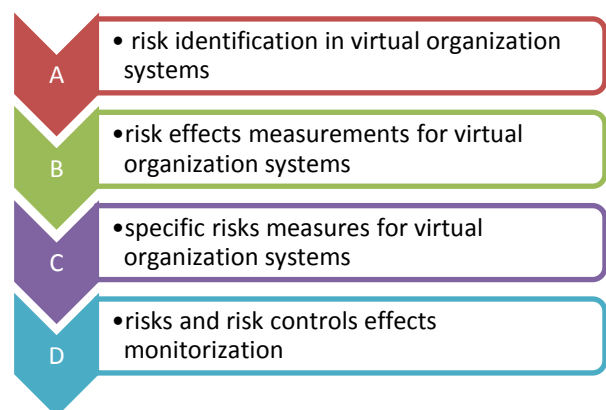 A
• risk identification in virtual organization
systems
B
•risk effects measurements for virtual
organization systems
C
•specific risks measures for virtual
organization systems
D
•risks and risk controls effects
monitorization